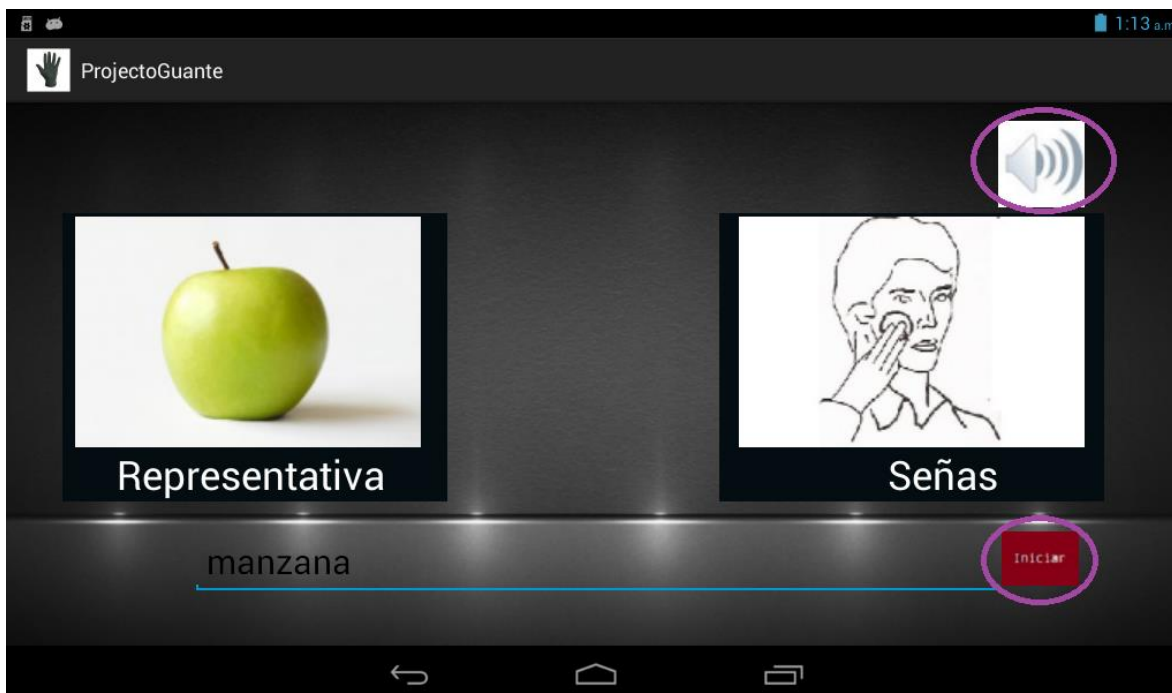 1:13 a.m
ProjectoGuante
Representativa
Señas
manzana
Iniciar